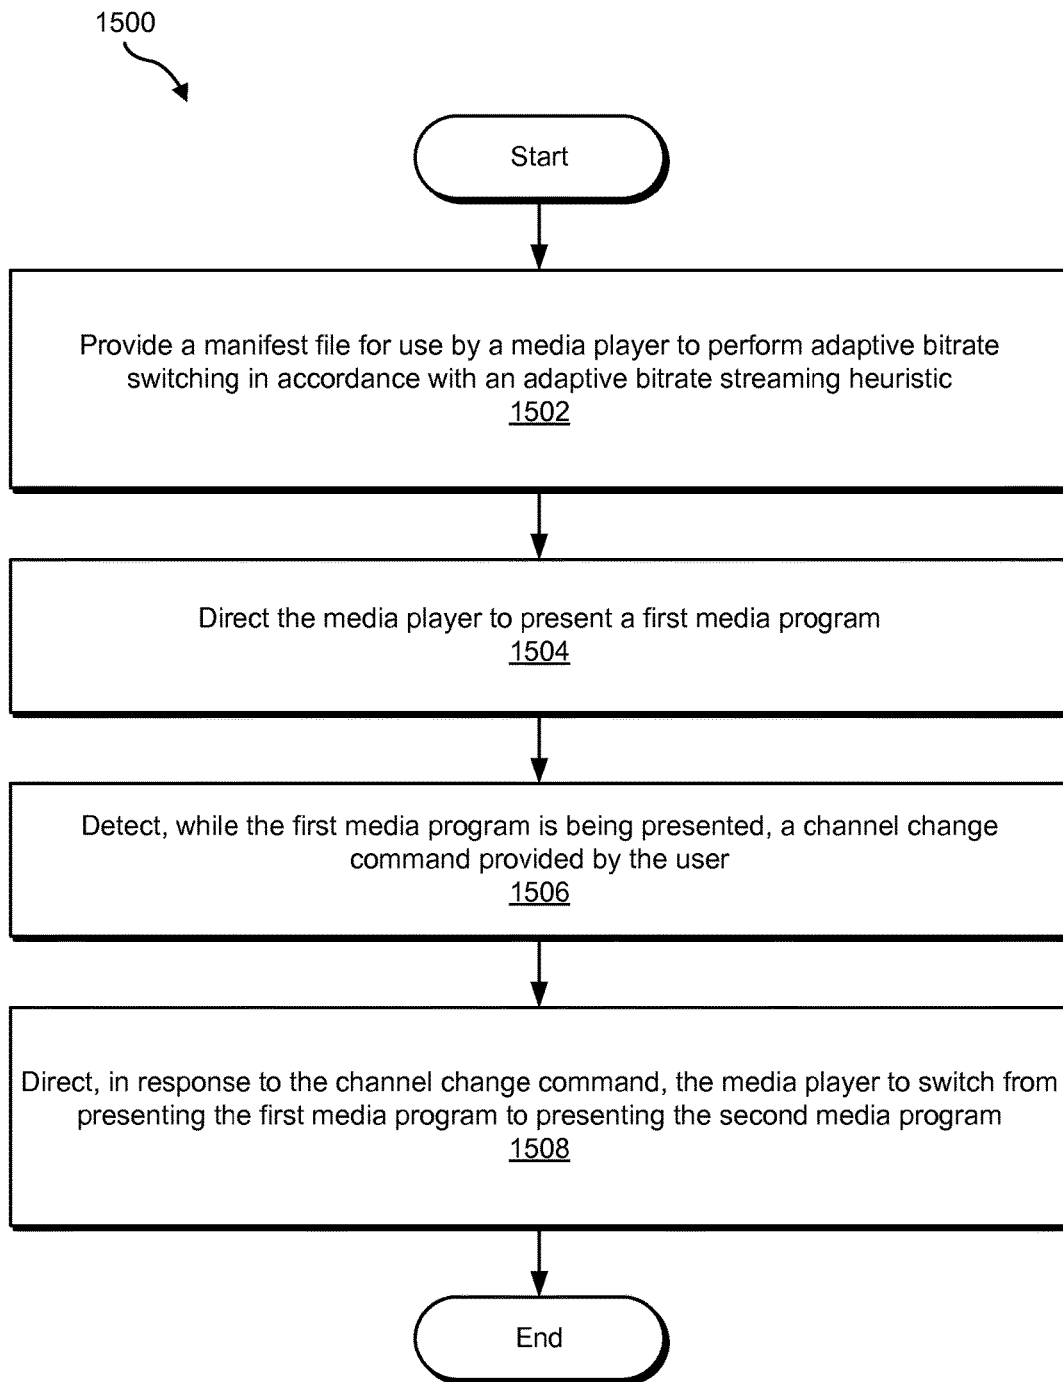 1500
Start
Provide a manifest file for use by a media player to perform adaptive bitrate
switching in accordance with an adaptive bitrate streaming heuristic
1502
Direct the media player to present a first media program
1504
Detect, while the first media program is being presented, a channel change
command provided by the user
1506
Direct, in response to the channel change command, the media player to switch from
presenting the first media program to presenting the second media program
1508
End